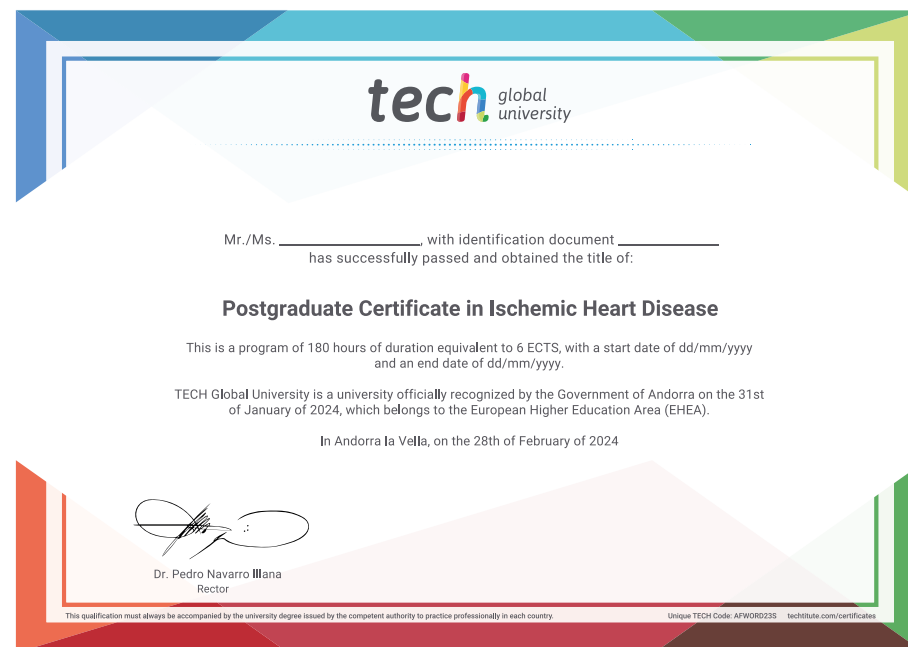 tech global university
Mr./Ms. ____________________, with identification document ______________
has successfully passed and obtained the title of:
Postgraduate Certificate in Ischemic Heart Disease
This is a program of 180 hours of duration equivalent to 6 ECTS, with a start date of dd/mm/yyyy
and an end date of dd/mm/yyyy.
TECH Global University is a university officially recognized by the Government of Andorra on the 31st
of January of 2024, which belongs to the European Higher Education Area (EHEA).
In Andorra la Vella, on the 28th of February of 2024
Dr. Pedro Navarro Illana
Rector
This qualification must always be accompanied by the university degree issued by the competent authority to practice professionally in each country.
Unique TECH Code: AFWORD23S techtitute.com/certificates